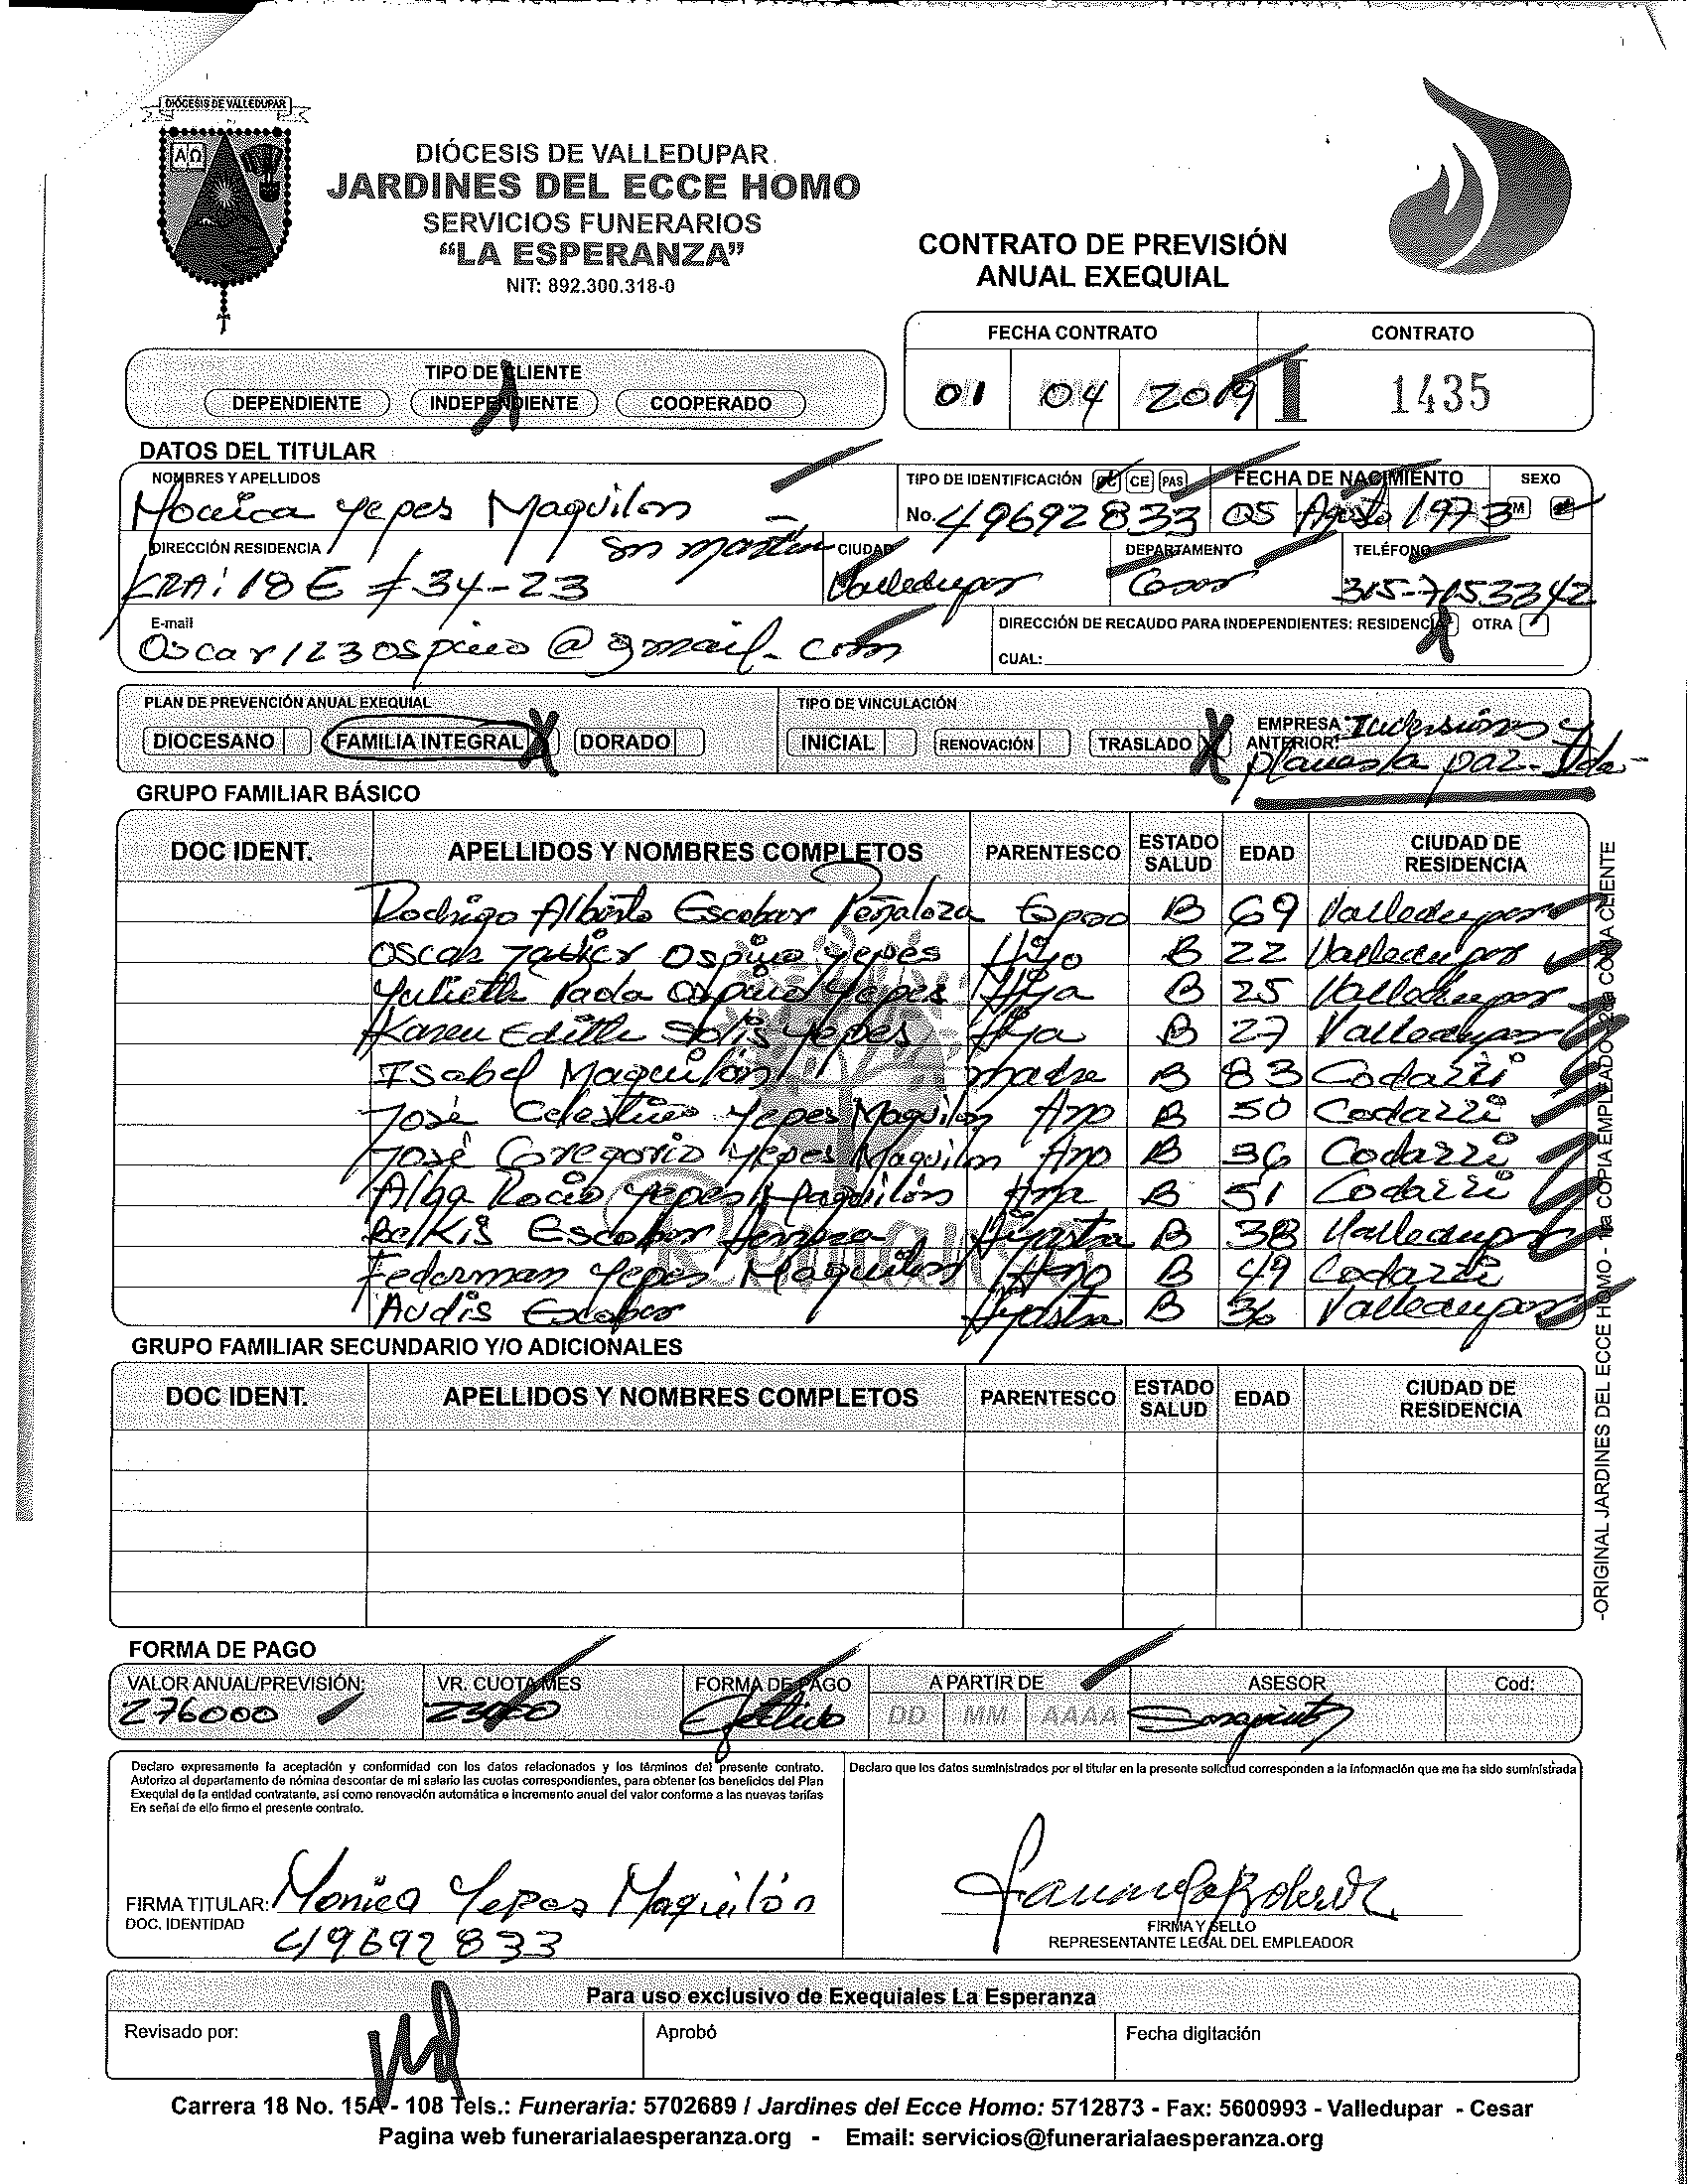 DIÓCESIS DE VALLEDUPAR
ΑΩ
DIÓCESIS DE VALLEDUPAR
JARDINES DEL ECCE HOMO
SERVICIOS FUNERARIOS
“LA ESPERANZA”
NIT: 892.300.318-0
CONTRATO DE PREVISIÓN
ANUAL EXEQUIAL
FECHA CONTRATO CONTRATO
01 04 2019 I 1435
TIPO DE CLIENTE
DEPENDIENTE INDEPENDIENTE X COOPERADO
DATOS DEL TITULAR
NOMBRES Y APELLIDOS TIPO DE IDENTIFICACIÓN CE PAS FECHA DE NACIMIENTO SEXO
Monica Yepes Maquilon No. 49692833 05 Agosto 1973 M
DIRECCIÓN RESIDENCIA CIUDAD DEPARTAMENTO TELÉFONO
KRA: 18E # 34-23 Sn Martin Valledupar Cesar 315-7153342
E-mail DIRECCIÓN DE RECAUDO PARA INDEPENDIENTES: RESIDENCIA X OTRA
Oscar123ospino@gmail.com CUAL:
PLAN DE PREVENCIÓN ANUAL EXEQUIAL TIPO DE VINCULACIÓN
DIOCESANO FAMILIA INTEGRAL X DORADO INICIAL RENOVACIÓN TRASLADO X EMPRESA ANTERIOR: Inversiones y
planes la paz Ltda
GRUPO FAMILIAR BÁSICO
DOC IDENT. APELLIDOS Y NOMBRES COMPLETOS PARENTESCO ESTADO SALUD EDAD CIUDAD DE RESIDENCIA
Rodrigo Alberto Escobar Peñaloza Esposo B 69 Valledupar
Oscar Javier Ospino Yepes Hijo B 22 Valledupar
Yulieth Ospino Yepes Hija B 25 Valledupar
Karen Edith Solis Yepes Hija B 27 Valledupar
Isabel Maquilón madre B 83 Codazzi
José Celestino Yepes Maquilón Hno B 50 Codazzi
José Gregorio Yepes Maquilon Hno B 36 Codazzi
Alba Rocio Yepes Maquilón Hna B 51 Codazzi
Belkis Escobar Herrera Hijastra B 38 Valledupar
Federman Yepes Maquilon Hno B 49 Codazzi
Audis Escobar Hijastra B 36 Valledupar
GRUPO FAMILIAR SECUNDARIO Y/O ADICIONALES
DOC IDENT. APELLIDOS Y NOMBRES COMPLETOS PARENTESCO ESTADO SALUD EDAD CIUDAD DE RESIDENCIA
-ORIGINAL JARDINES DEL ECCE HOMO - 1ra COPIA EMPLEADO - 2da COPIA CLIENTE
FORMA DE PAGO
VALOR ANUAL/PREVISIÓN: VR. CUOTA/MES FORMA DE PAGO A PARTIR DE ASESOR Cod:
276000 23000 Efectivo DD MM AAAA
Declaro expresamente la aceptación y conformidad con los datos relacionados y los términos del presente contrato.
Autorizo al departamento de nómina descontar de mi salario las cuotas correspondientes, para obtener los beneficios del Plan
Exequial de la entidad contratante, así como renovación automática e incremento anual del valor conforme a las nuevas tarifas
En señal de ello firmo el presente contrato.
Declaro que los datos suministrados por el titular en la presente solicitud corresponden a la información que me ha sido suministrada
FIRMA TITULAR: Monica Yepes Maquilón
DOC. IDENTIDAD 49692833
FIRMA Y SELLO
REPRESENTANTE LEGAL DEL EMPLEADOR
Para uso exclusivo de Exequiales La Esperanza
Revisado por: Aprobó Fecha digitación
Carrera 18 No. 15A - 108 Tels.: Funeraria: 5702689 / Jardines del Ecce Homo: 5712873 - Fax: 5600993 - Valledupar - Cesar
Pagina web funerarialaesperanza.org - Email: servicios@funerarialaesperanza.org